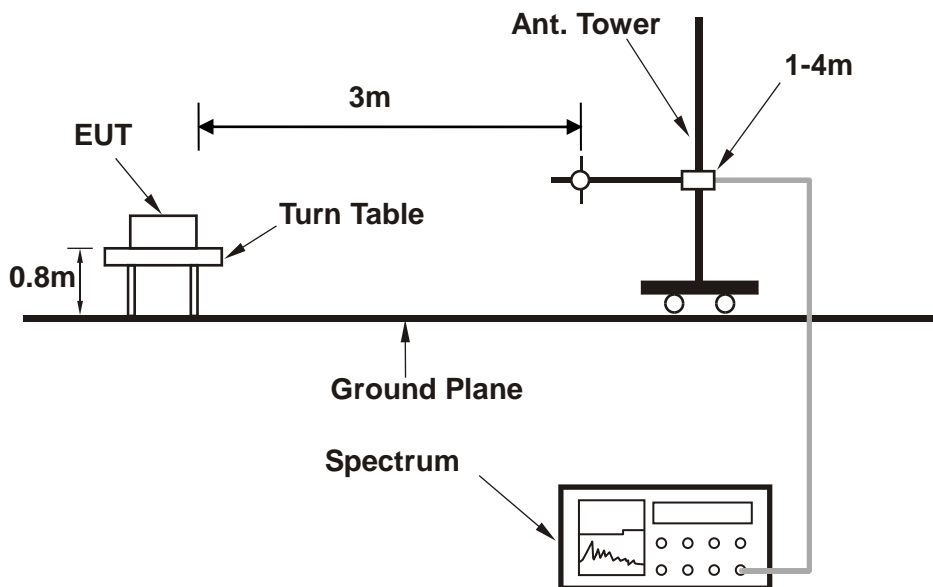 Ant. Tower
1-4m
3m
EUT
Turn Table
0.8m
Ground Plane
Spectrum